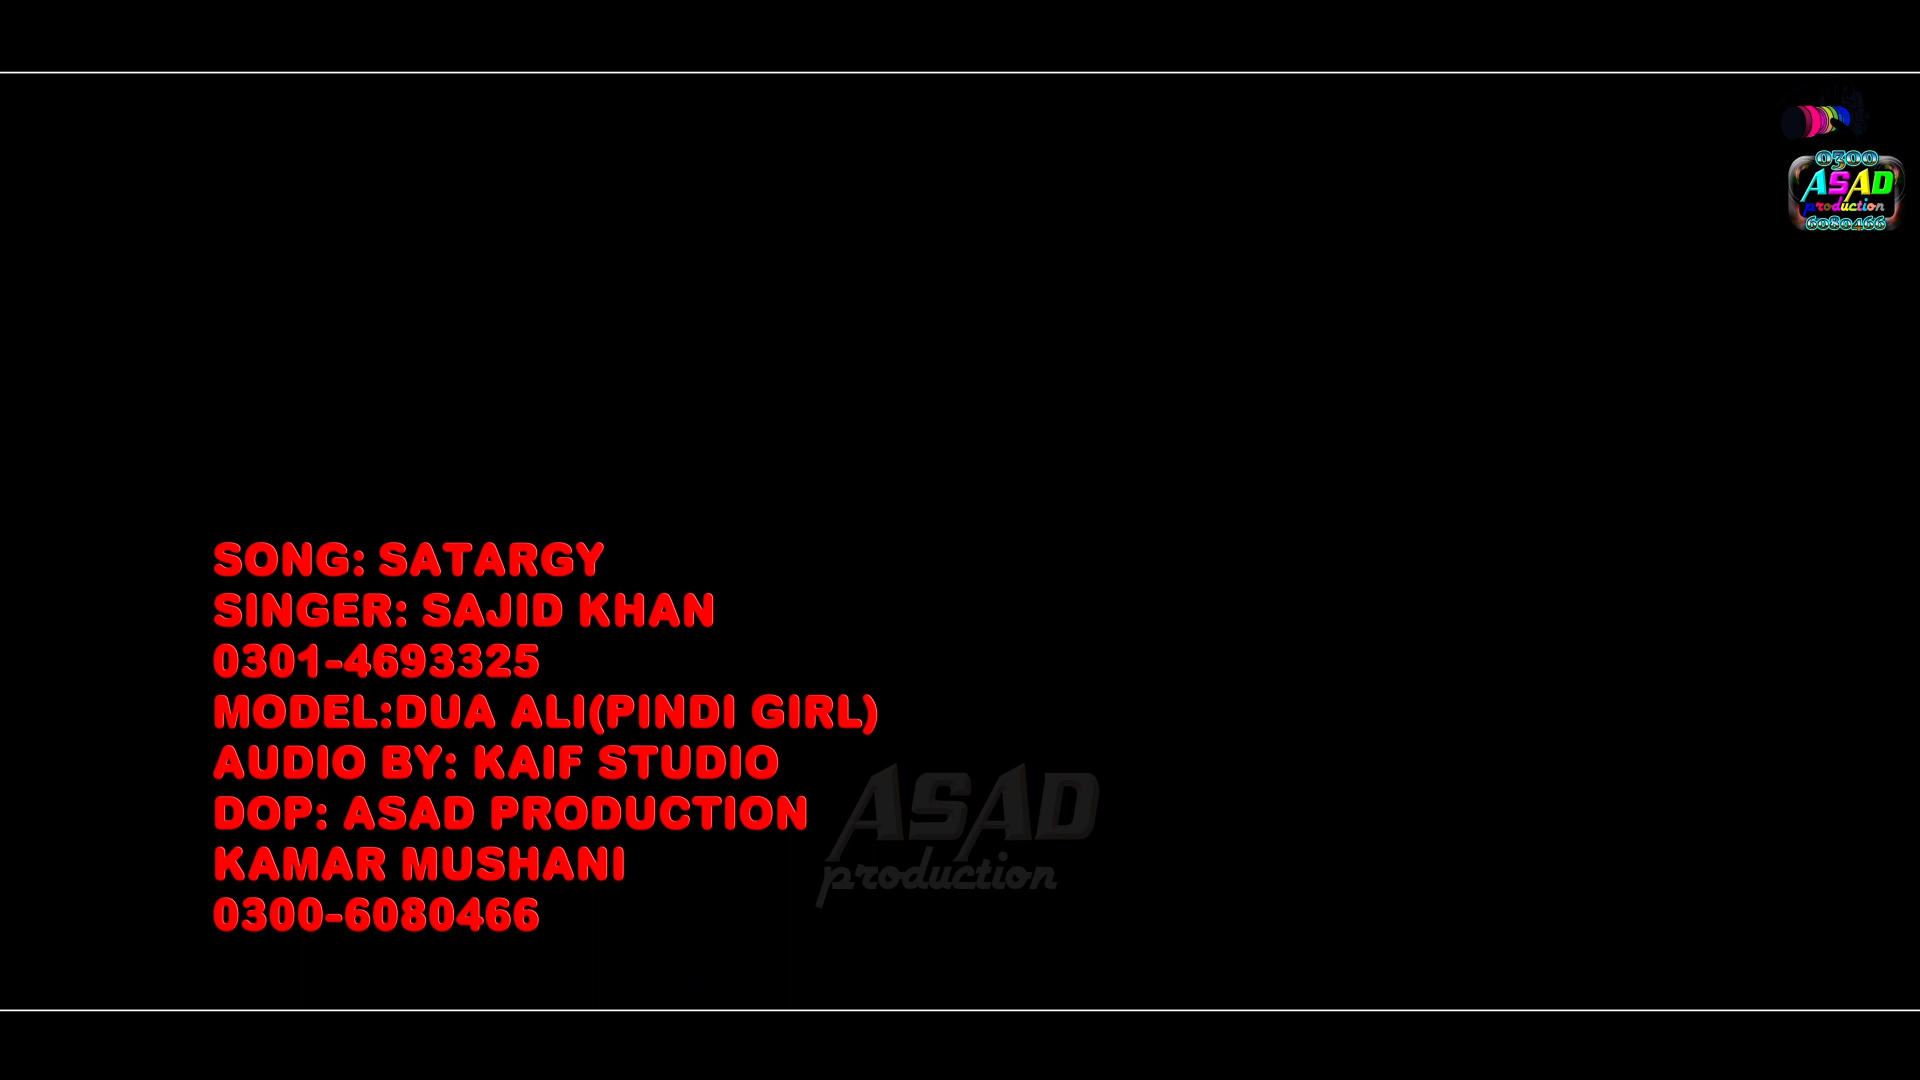 0300
ASAD
production
6080466
SONG: SATARGY
SINGER: SAJID KHAN
0301-4693325
MODEL:DUA ALI(PINDI GIRL)
AUDIO BY: KAIF STUDIO
DOP: ASAD PRODUCTION
KAMAR MUSHANI
0300-6080466
ASAD
production